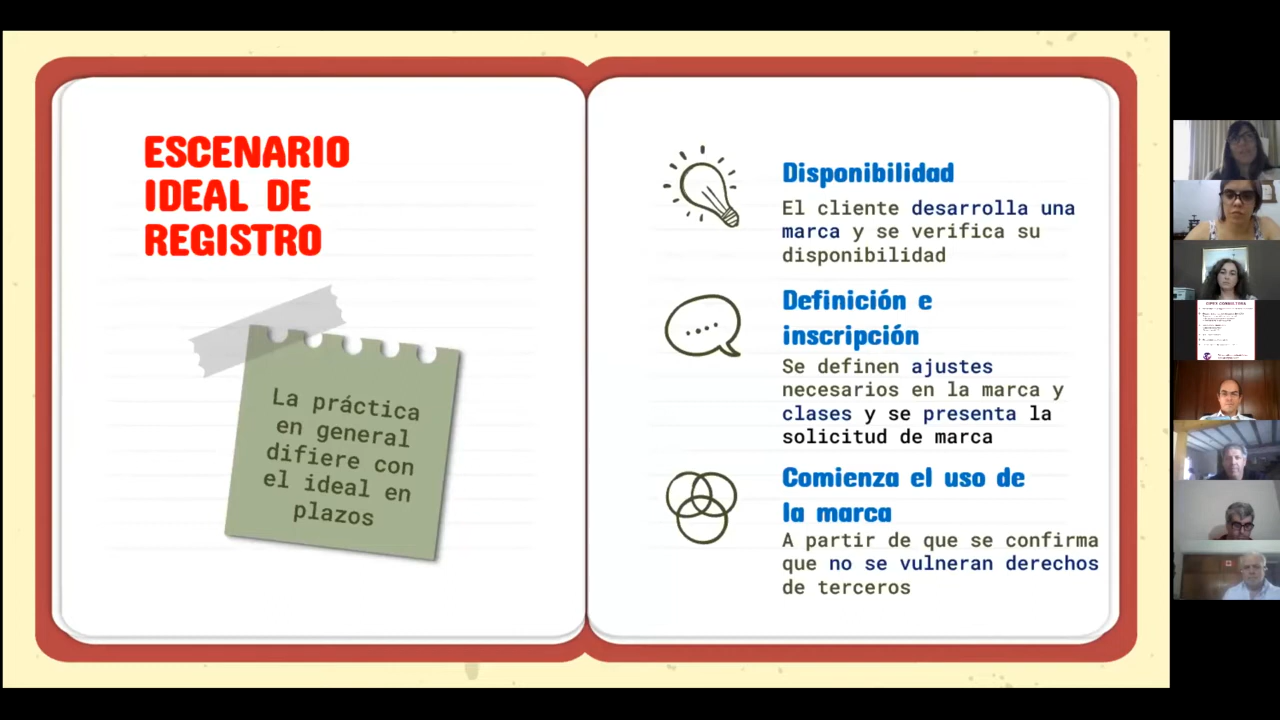 ESCENARIO
IDEAL DE
REGISTRO
La práctica
en general
difiere con
el ideal en
plazos
Disponibilidad
El cliente desarrolla una
marca y se verifica su
disponibilidad
Definición e
inscripción
Se definen ajustes
necesarios en la marca y
clases y se presenta la
solicitud de marca
Comienza el uso de
la marca
A partir de que se confirma
que no se vulneran derechos
de terceros